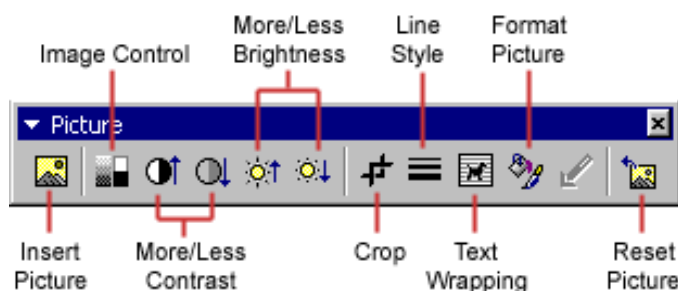 More/Less
Brightness
Line
Style
Format
Picture
Image Control
Picture
Insert
Picture
More/Less
Contrast
Crop
Text
Wrapping
Reset
Picture